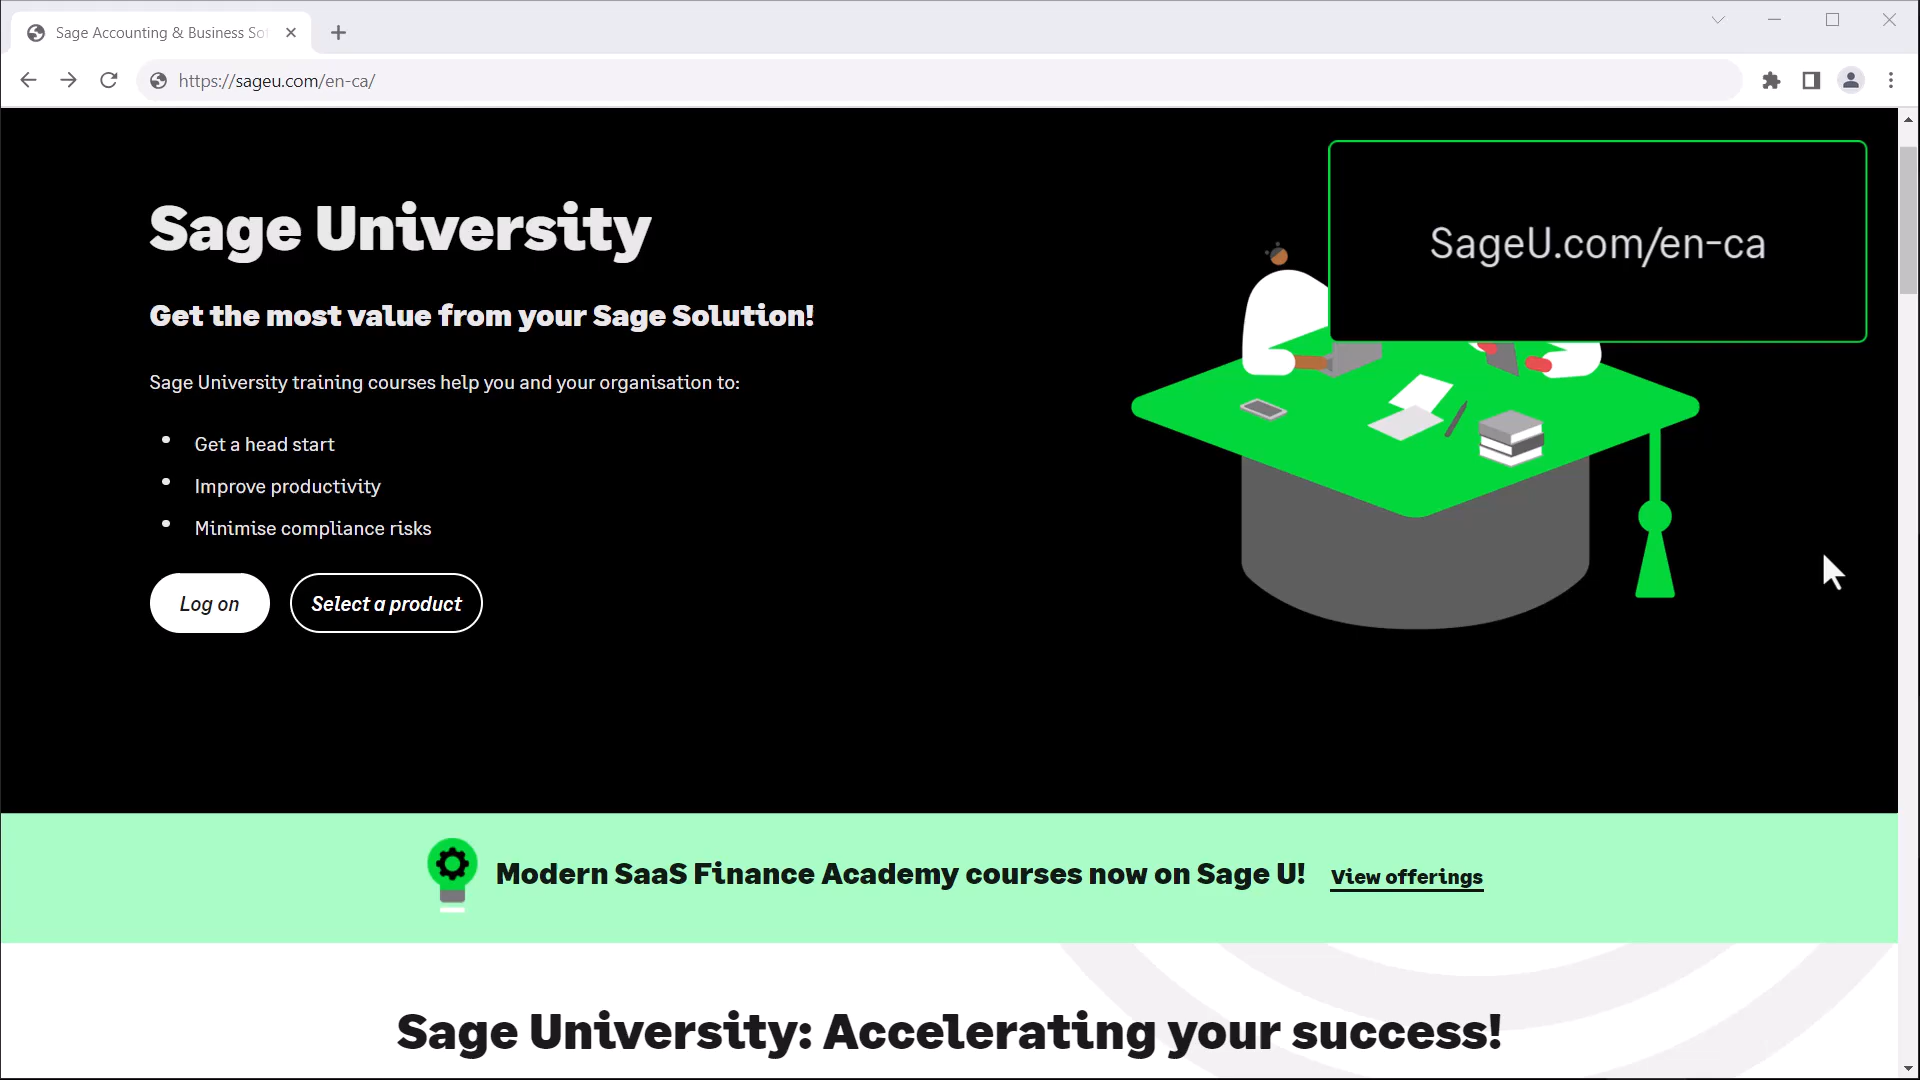 Sage Accounting & Business So
https://sageu.com/en-ca/
SageU.com/en-ca
Sage University
Get the most value from your Sage Solution!
Sage University training courses help you and your organisation to:
Get a head start
Improve productivity
Minimise compliance risks
Log on
Select a product
Modern SaaS Finance Academy courses now on Sage U!
View offerings
Sage University: Accelerating your success!